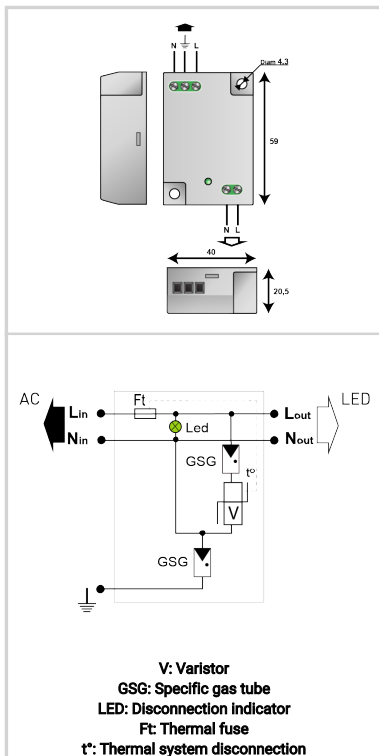 N L
Diam 4.3
59
N L
40
20,5
AC
LED
Ft
Lin
Lout
Led
Nin
Nout
GSG
t°
V
GSG
V: Varistor
GSG: Specific gas tube
LED: Disconnection indicator
Ft: Thermal fuse
t°: Thermal system disconnection